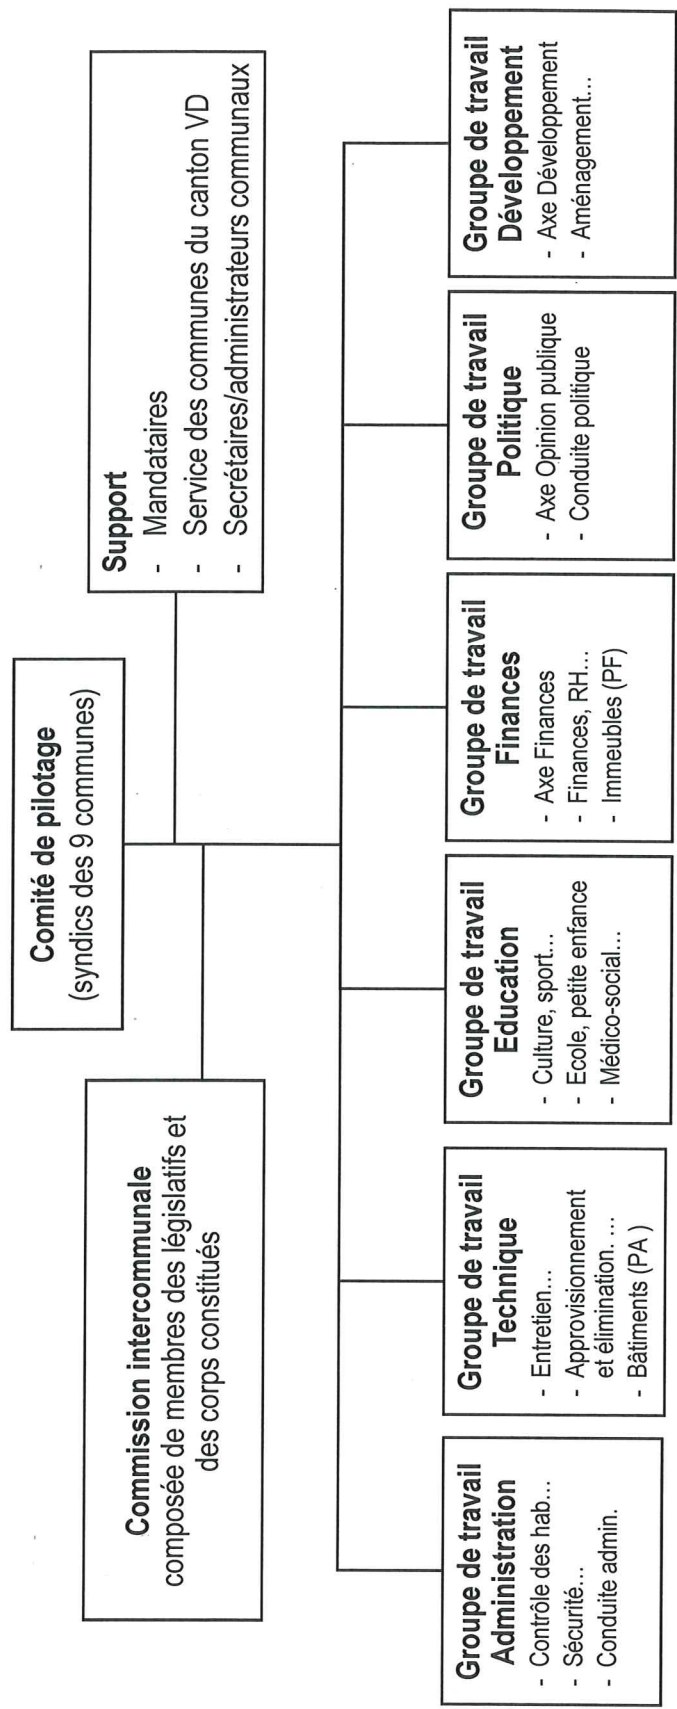 Comité de pilotage
(syndics des 9 communes)
Commission intercommunale
composée de membres des législatifs et
des corps constitués
Support
- Mandataires
- Service des communes du canton VD
- Secrétaires/administrateurs communaux
Groupe de travail
Administration
- Contrôle des hab...
- Sécurité...
- Conduite admin.
Groupe de travail
Technique
- Entretien...
- Approvisionnement
et élimination. ...
- Bâtiments (PA )
Groupe de travail
Education
- Culture, sport...
- Ecole, petite enfance
- Médico-social...
Groupe de travail
Finances
- Axe Finances
- Finances, RH...
- Immeubles (PF)
Groupe de travail
Politique
- Axe Opinion publique
- Conduite politique
Groupe de travail
Développement
- Axe Développement
- Aménagement...